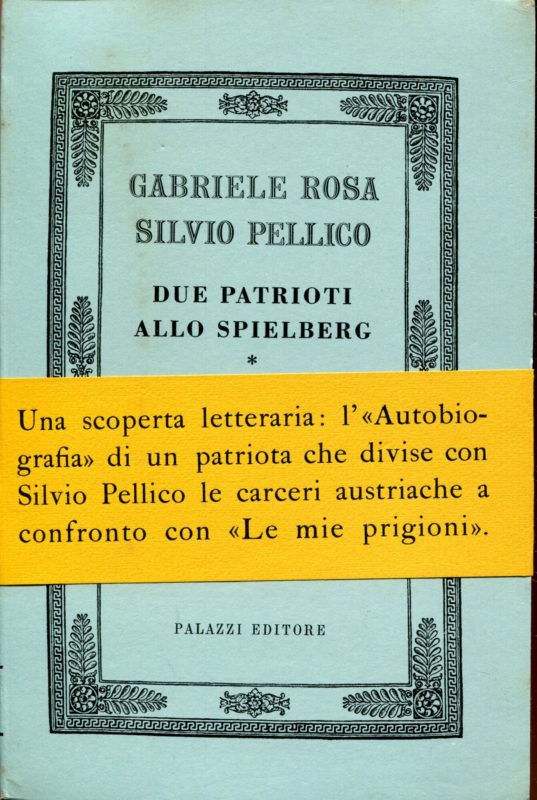 GABRIELE ROSA
SILVIO PELLICO
DUE PATRIOTI
ALLO SPIELBERG
*
Una scoperta letteraria: l'«Autobio-
grafia» di un patriota che divise con
Silvio Pellico le carceri austriache a
confronto con «Le mie prigioni».
PALAZZI EDITORE